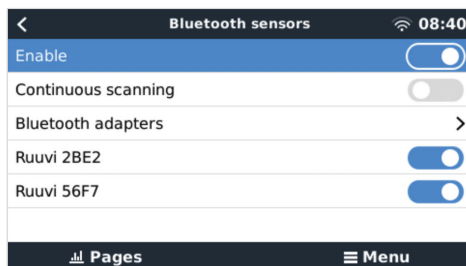 Bluetooth sensors 08:40
Enable
Continuous scanning
Bluetooth adapters
Ruuvi 2BE2
Ruuvi 56F7
Pages Menu